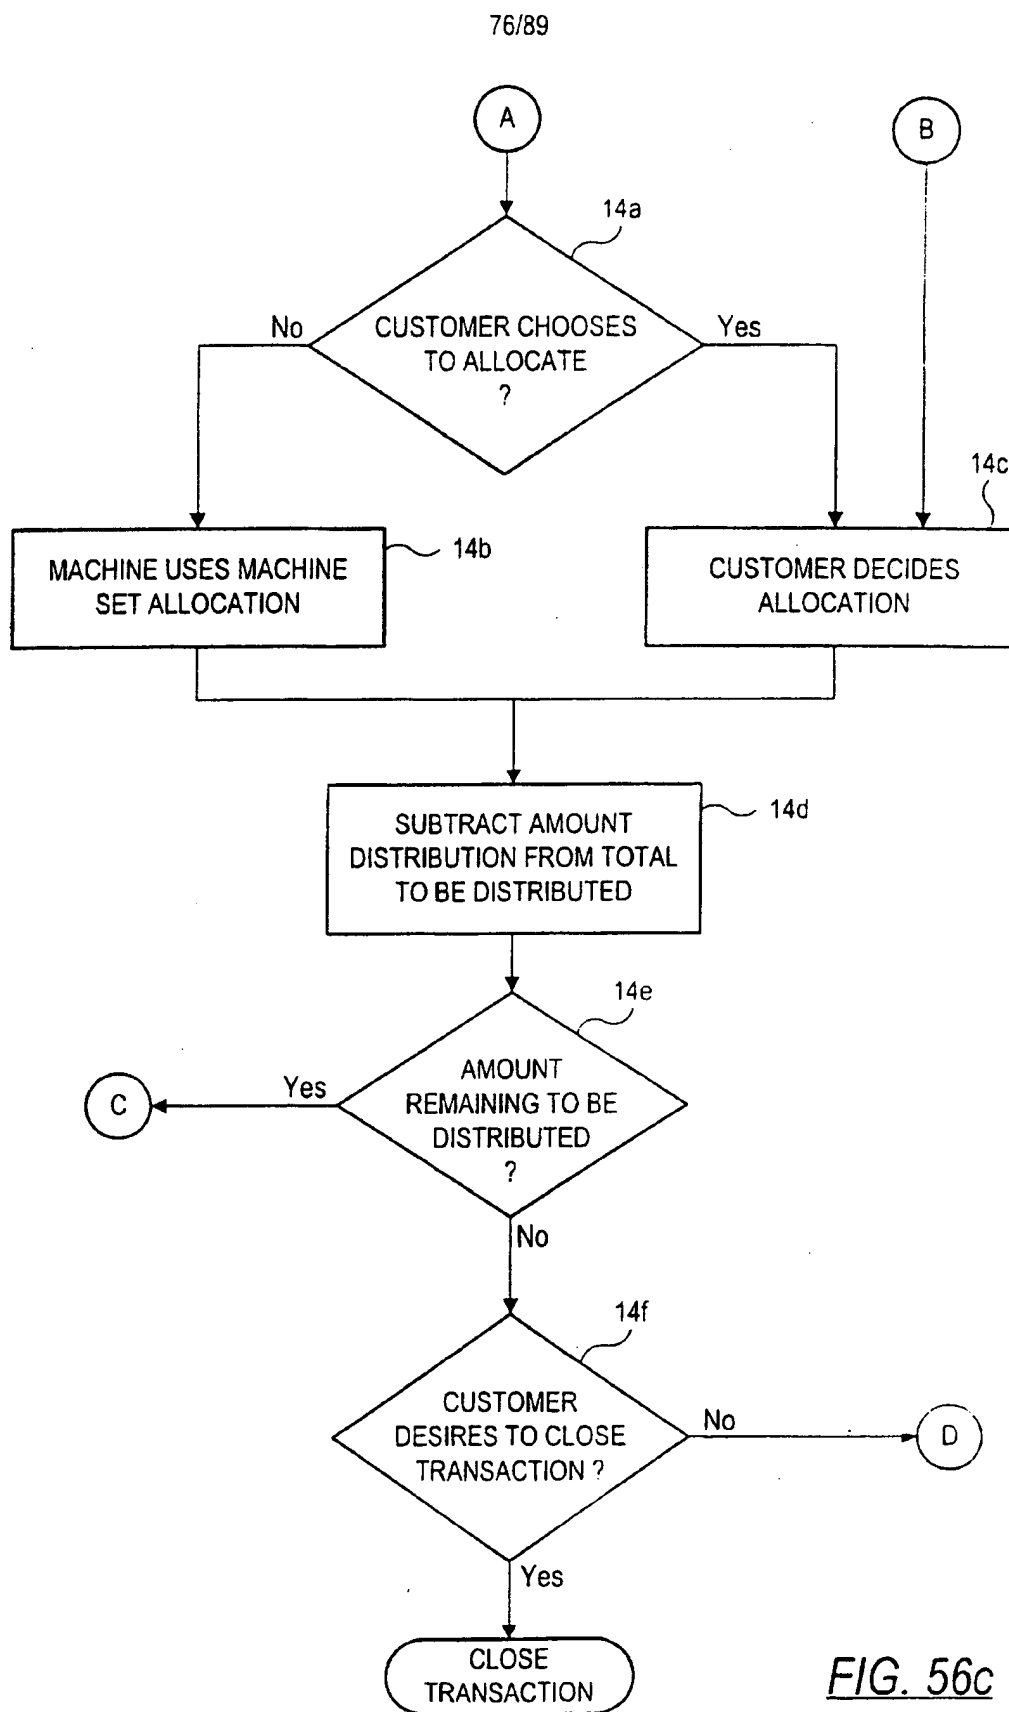 76/89
A
B
14a
No
CUSTOMER CHOOSES
TO ALLOCATE
?
Yes
14c
MACHINE USES MACHINE
SET ALLOCATION
14b
CUSTOMER DECIDES
ALLOCATION
SUBTRACT AMOUNT
DISTRIBUTION FROM TOTAL
TO BE DISTRIBUTED
14d
14e
C
Yes
AMOUNT
REMAINING TO BE
DISTRIBUTED
?
No
14f
CUSTOMER
DESIRES TO CLOSE
TRANSACTION ?
No
D
Yes
CLOSE
TRANSACTION
FIG. 56c